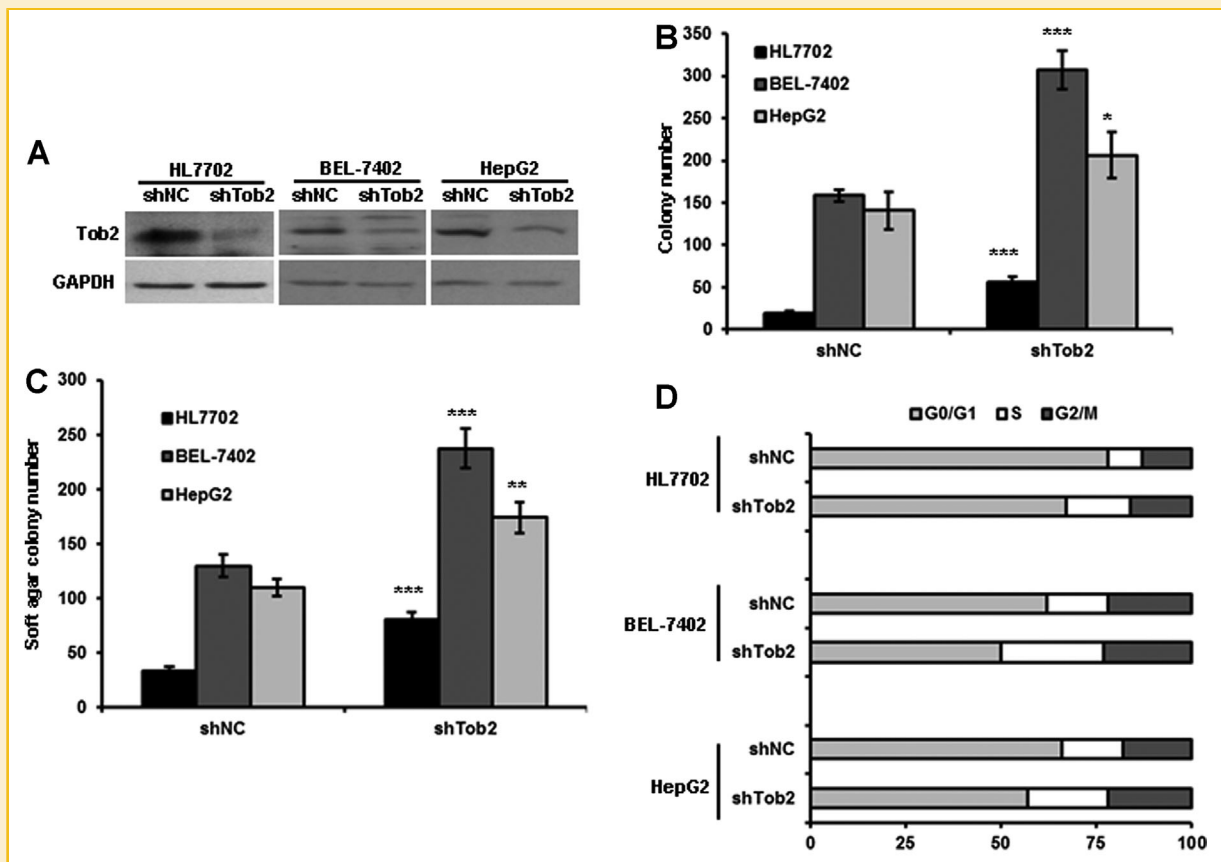 A
HL7702 BEL-7402 HepG2
shNC shTob2 shNC shTob2 shNC shTob2
Tob2
GAPDH
B
Colony number
350
300
250
200
150
100
50
0
HL7702
BEL-7402
HepG2
***
***
*
shNC shTob2
C
Soft agar colony number
300
250
200
150
100
50
0
HL7702
BEL-7402
HepG2
***
***
**
shNC shTob2
D
G0/G1 S G2/M
HL7702
shNC
shTob2
BEL-7402
shNC
shTob2
HepG2
shNC
shTob2
0 25 50 75 100